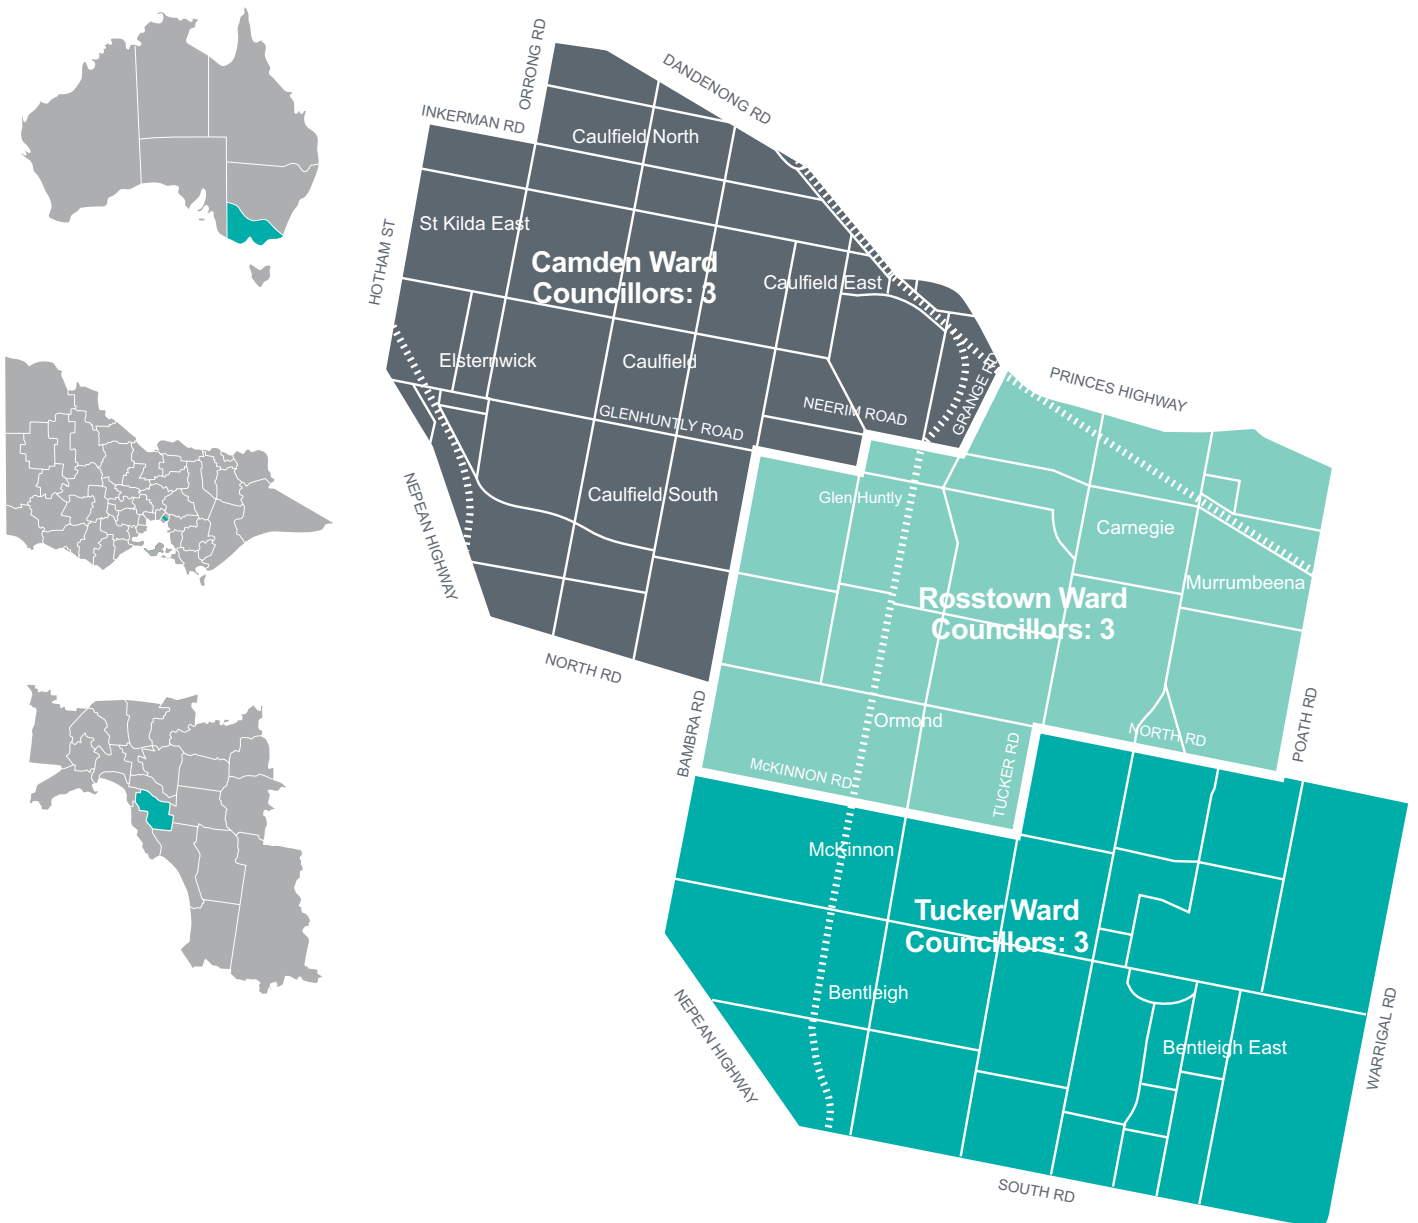 ORRONG RD
DANDENONG RD
INKERMAN RD
Caulfield North
HOTHAM ST
St Kilda East
Camden Ward
Councillors: 3
Caulfield East
Elsternwick
Caulfield
GLENHUNTLY ROAD
NEERIM ROAD
GRANGE RD
PRINCES HIGHWAY
NEPEAN HIGHWAY
Caulfield South
Glen Huntly
Carnegie
Murrumbeena
Rosstown Ward
Councillors: 3
NORTH RD
BAMBRA RD
Ormond
McKINNON RD
TUCKER RD
NORTH RD
POATH RD
McKinnon
Tucker Ward
Councillors: 3
NEPEAN HIGHWAY
Bentleigh
Bentleigh East
WARRIGAL RD
SOUTH RD